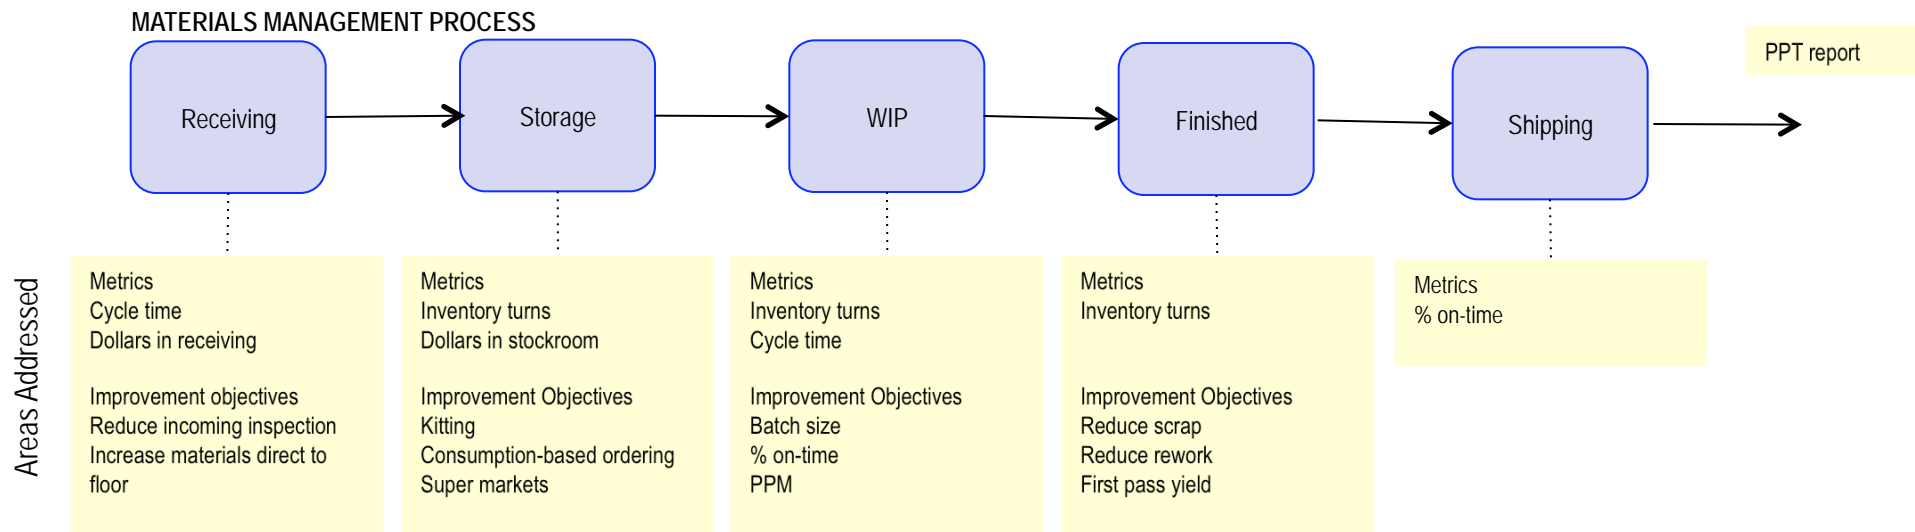 MATERIALS MANAGEMENT PROCESS
PPT report
Receiving
Storage
WIP
Finished
Shipping
Areas Addressed
Metrics
Cycle time
Dollars in receiving
Improvement objectives
Reduce incoming inspection
Increase materials direct to
floor
Metrics
Inventory turns
Dollars in stockroom
Improvement Objectives
Kitting
Consumption-based ordering
Super markets
Metrics
Inventory turns
Cycle time
Improvement Objectives
Batch size
% on-time
PPM
Metrics
Inventory turns
Improvement Objectives
Reduce scrap
Reduce rework
First pass yield
Metrics
% on-time